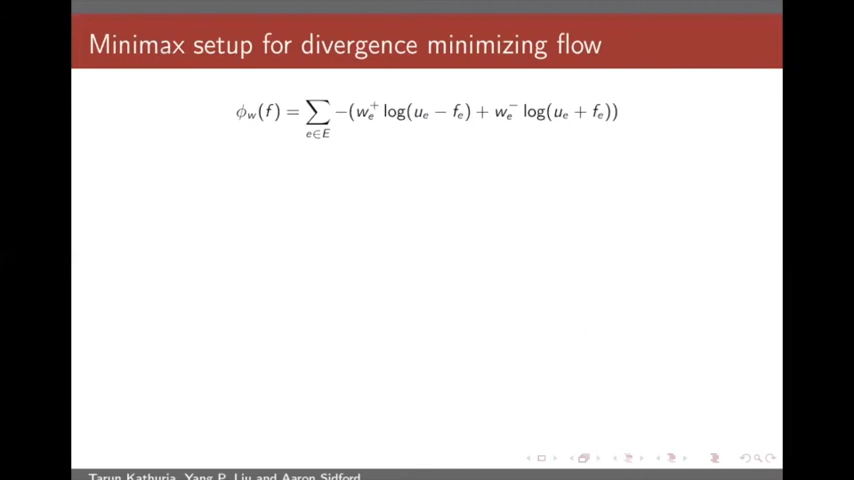 Minimax setup for divergence minimizing flow
ϕ_w(f) = ∑_{e∈E} −(w_e^+ log(u_e − f_e) + w_e^− log(u_e + f_e))
Tarun Kathuria, Yang P. Liu and Aaron Sidford